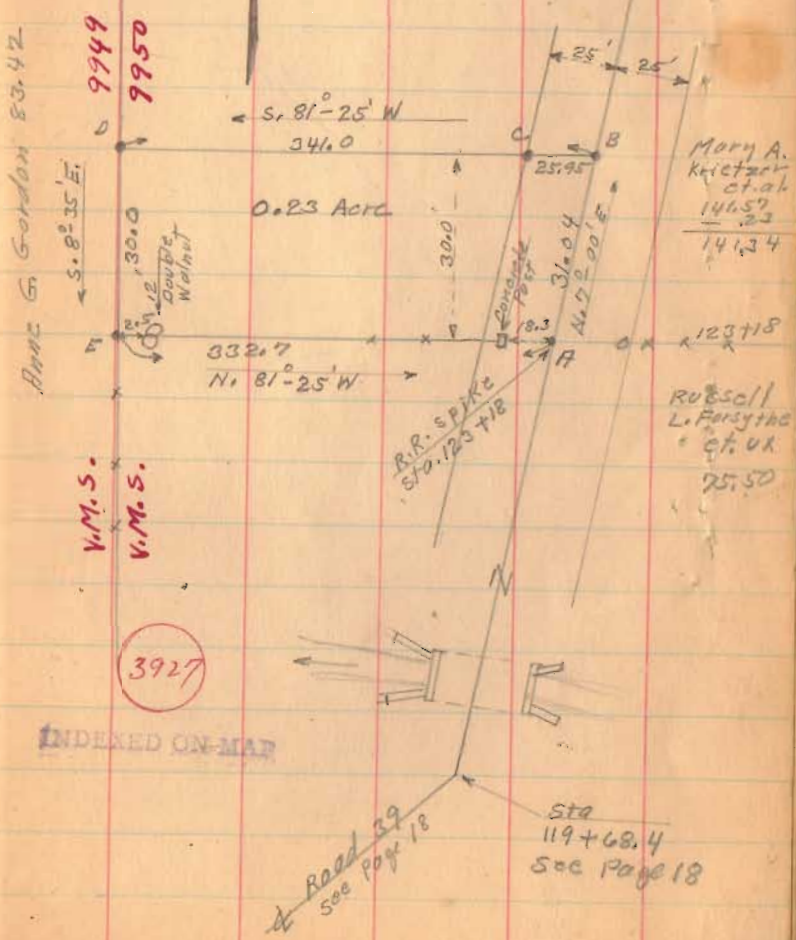 Anne G Gordon 83.42
9949
9950
25'
25'
S. 81°-25' W
341.0
D
C
B
25.95
Mary A.
Krietzer
et.al.
141.57
- .23
141.34
S. 8°-35' E.
30.0
0.23 Acre
12"
Double
Walnut
30.0'
Concrete
Post
31.04
N. 7°-00' E
18.3
E
A
123+18
332.7
N. 81°-25' W
R.R. Spike
Sta. 123+18
Russell
L. Forsythe
et. ux
75.50
V.M.S.
V.M.S.
3927
INDEXED ON MAP
Road 39
See Page 18
Sta
119+68.4
See Page 18